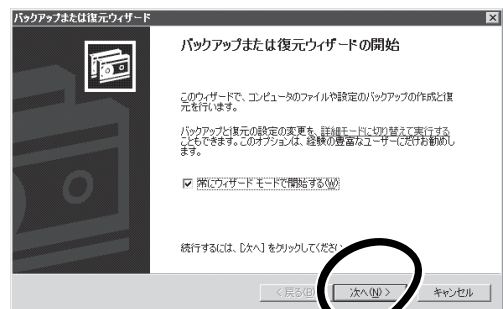 バックアップまたは復元ウィザード
バックアップまたは復元ウィザードの開始
このウィザードで、コンピュータのファイルや設定のバックアップの作成と復
元を行います。
バックアップと復元の設定の変更を、詳細モードに切り替えて実行する
こともできます。このオプションは、経験の豊富なユーザーにだけお勧めし
ます。
常にウィザード モードで開始する(W)
続行するには、[次へ] をクリックしてください
< 戻る(B) 次へ(N) > キャンセル